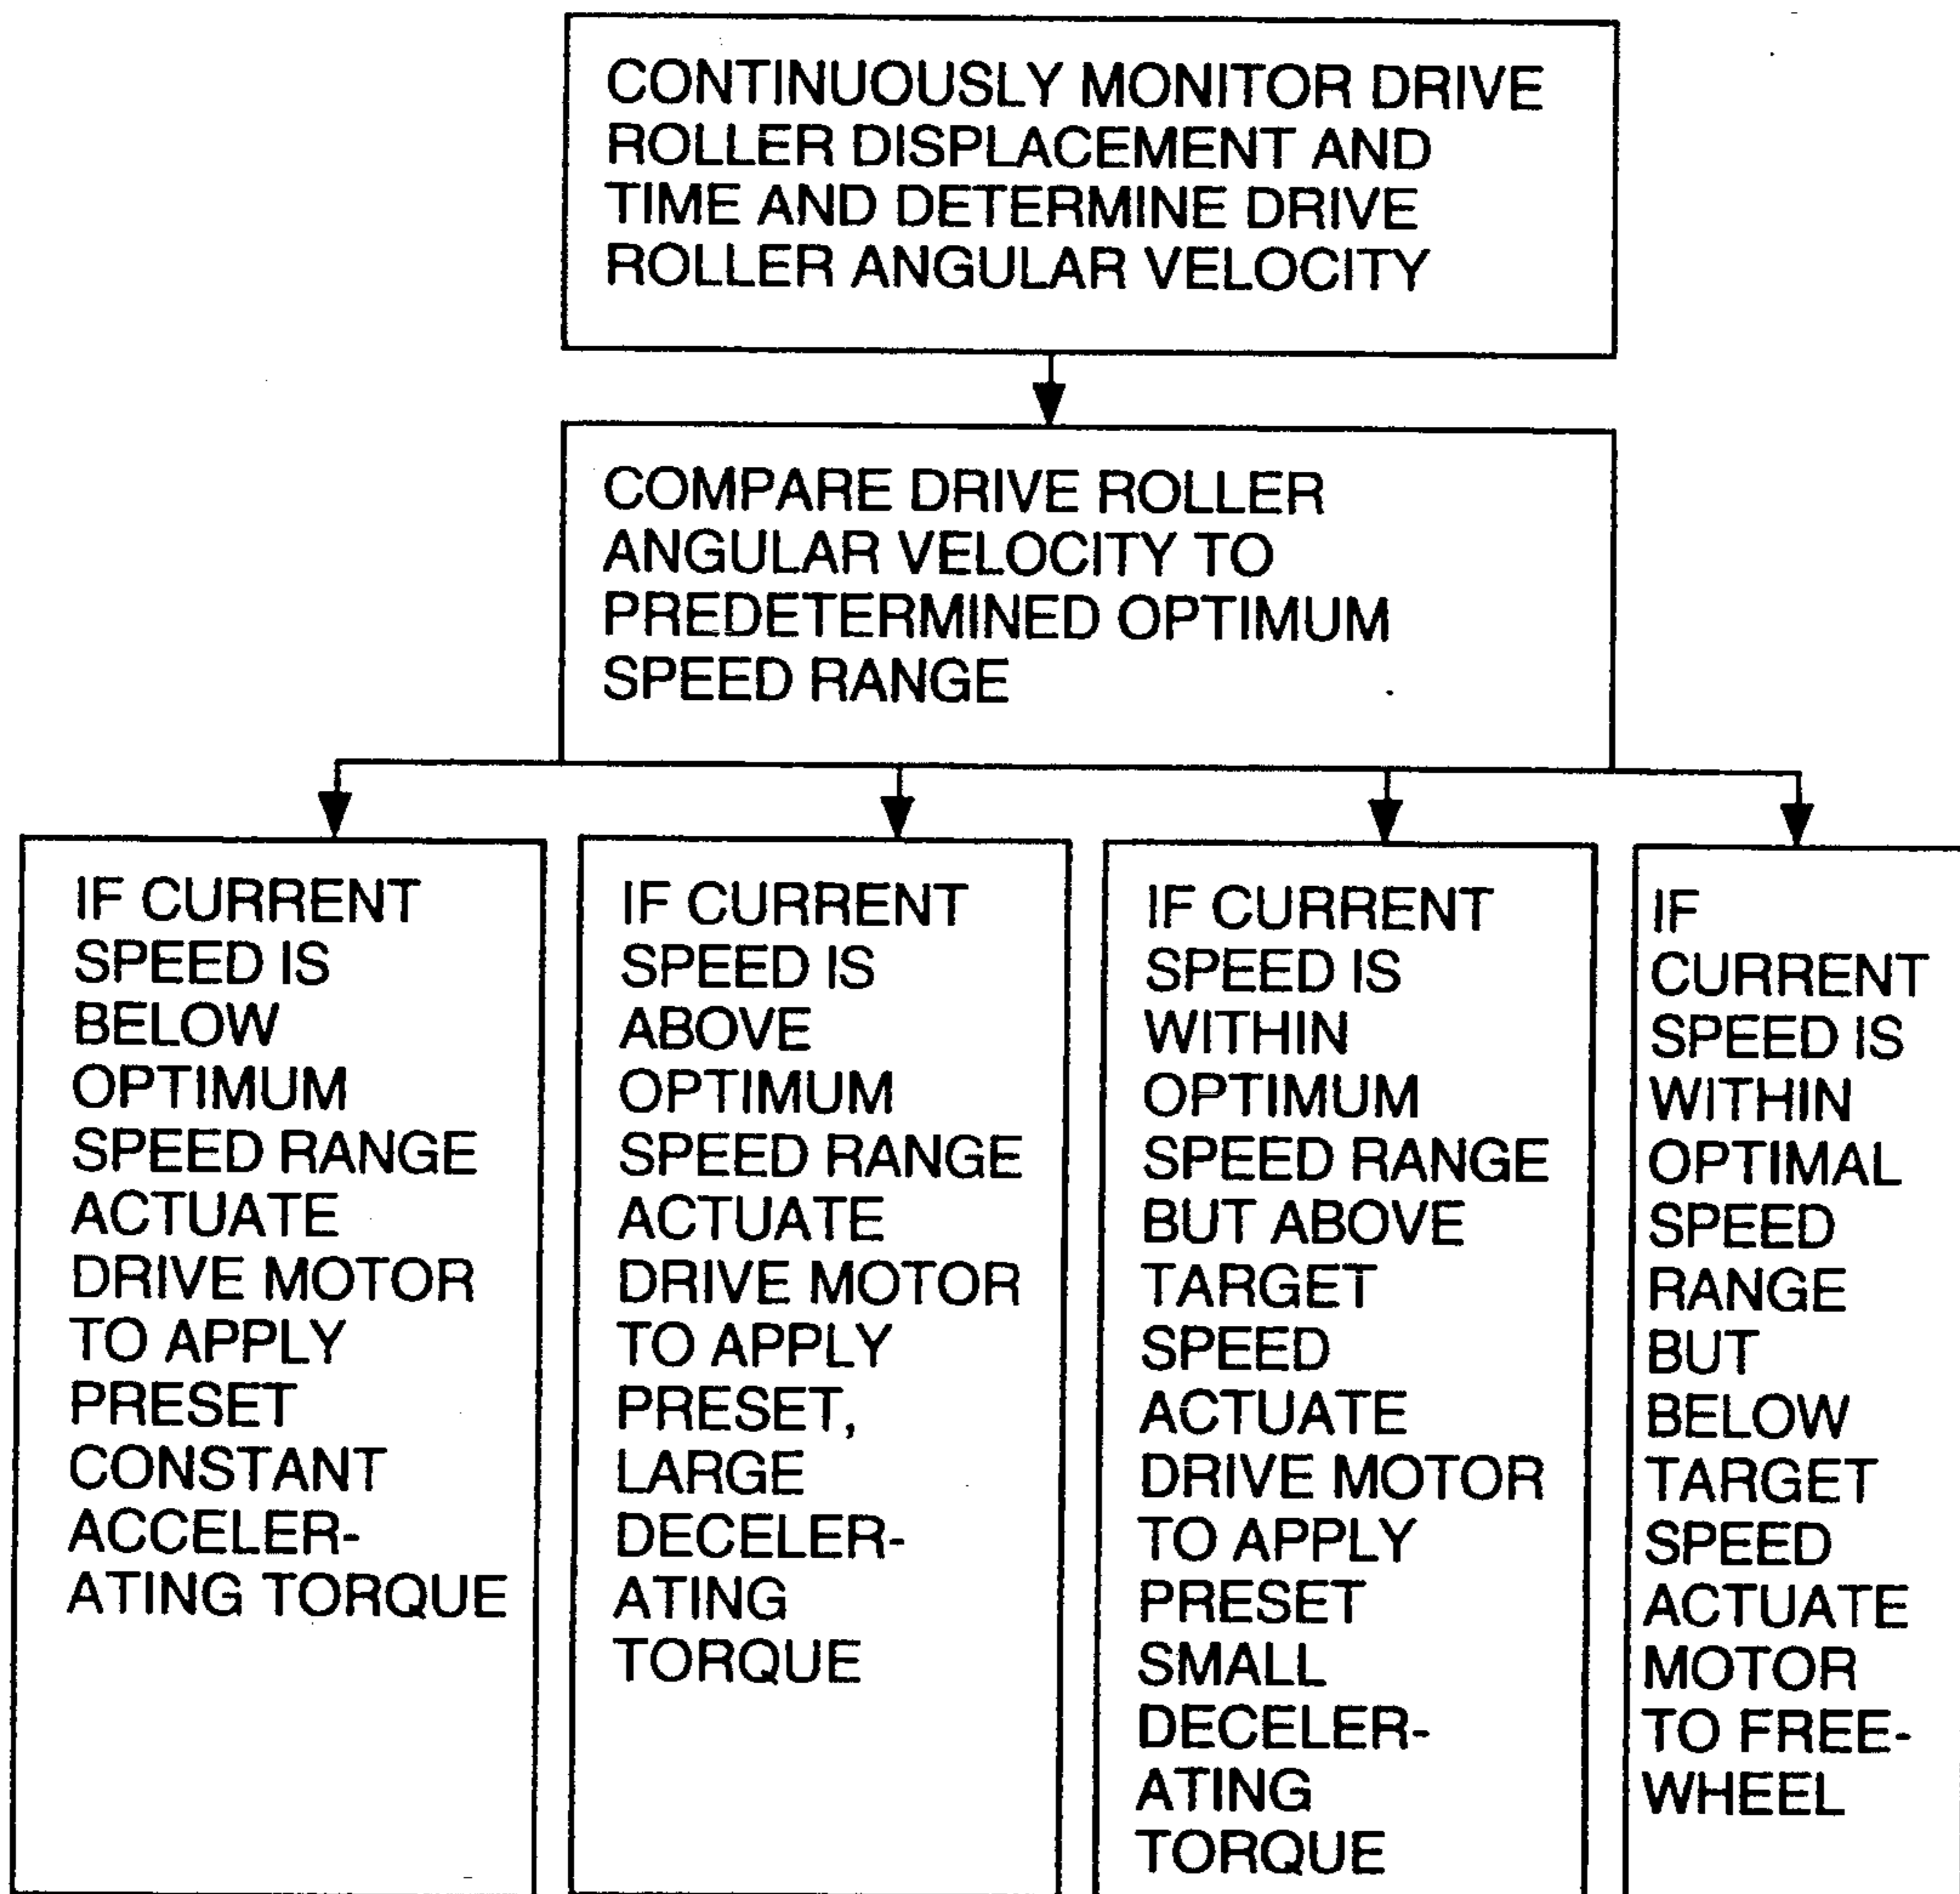 CONTINUOUSLY MONITOR DRIVE
ROLLER DISPLACEMENT AND
TIME AND DETERMINE DRIVE
ROLLER ANGULAR VELOCITY
COMPARE DRIVE ROLLER
ANGULAR VELOCITY TO
PREDETERMINED OPTIMUM
SPEED RANGE
IF CURRENT
SPEED IS
BELOW
OPTIMUM
SPEED RANGE
ACTUATE
DRIVE MOTOR
TO APPLY
PRESET
CONSTANT
ACCELER-
ATING TORQUE
IF CURRENT
SPEED IS
ABOVE
OPTIMUM
SPEED RANGE
ACTUATE
DRIVE MOTOR
TO APPLY
PRESET,
LARGE
DECELER-
ATING
TORQUE
IF CURRENT
SPEED IS
WITHIN
OPTIMUM
SPEED RANGE
BUT ABOVE
TARGET
SPEED
ACTUATE
DRIVE MOTOR
TO APPLY
PRESET
SMALL
DECELER-
ATING
TORQUE
IF
CURRENT
SPEED IS
WITHIN
OPTIMAL
SPEED
RANGE
BUT
BELOW
TARGET
SPEED
ACTUATE
MOTOR
TO FREE-
WHEEL